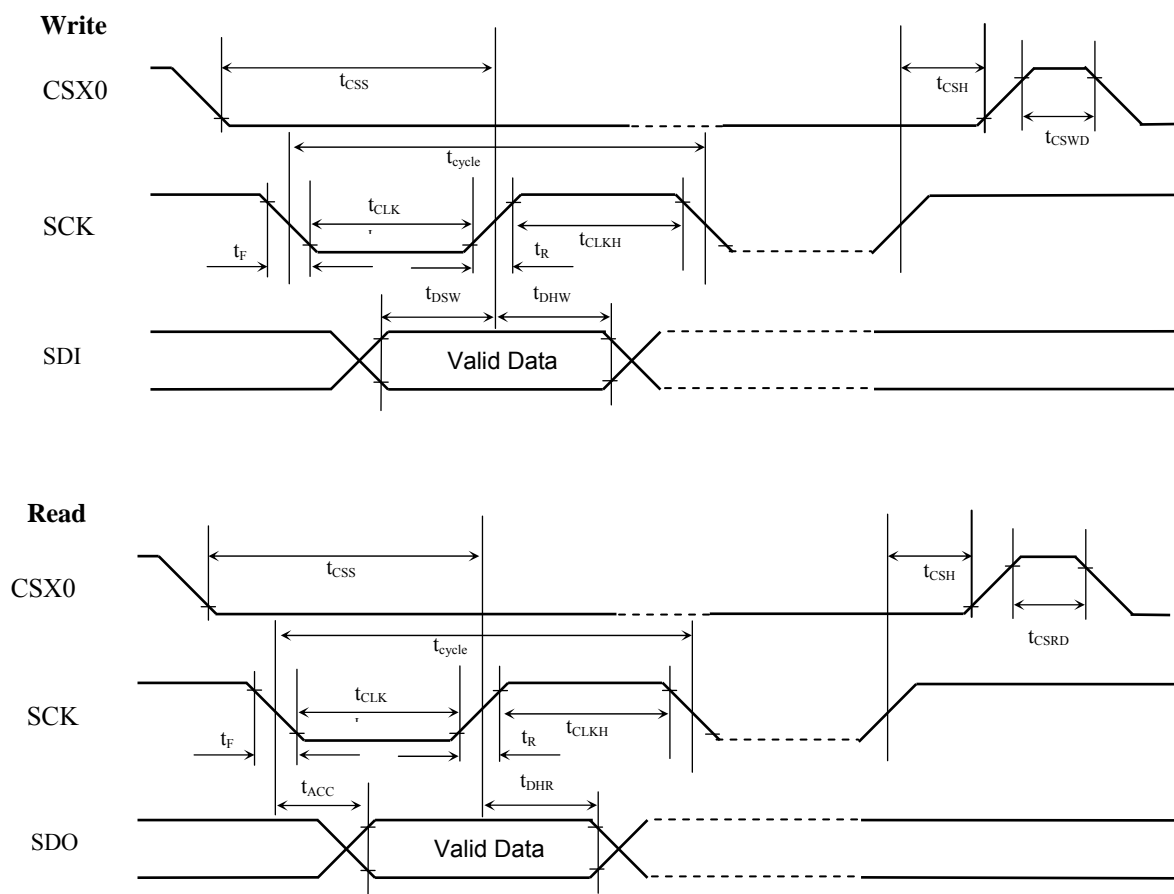 Write
CSX0
tCSS
tCSH
tCSWD
tcycle
SCK
tCLK
tF
tR
tCLKH
tDSW
tDHW
SDI
Valid Data
Read
CSX0
tCSS
tCSH
tCSRD
tcycle
SCK
tCLK
tF
tR
tCLKH
tACC
tDHR
SDO
Valid Data